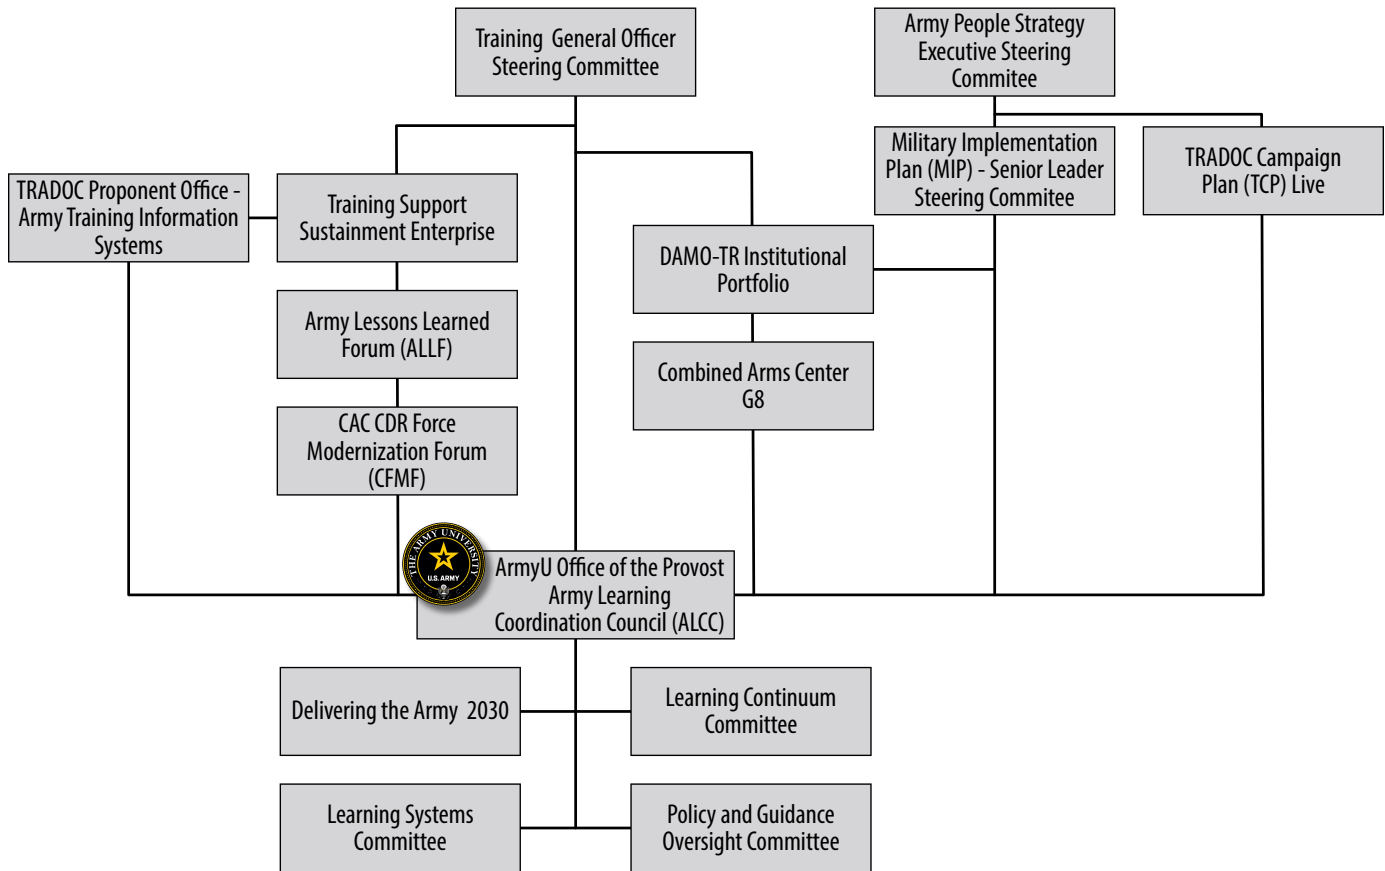 Training General Officer
Steering Committee
Army People Strategy
Executive Steering
Commitee
Military Implementation
Plan (MIP) - Senior Leader
Steering Commitee
TRADOC Campaign
Plan (TCP) Live
TRADOC Proponent Office -
Army Training Information
Systems
Training Support
Sustainment Enterprise
DAMO-TR Institutional
Portfolio
Army Lessons Learned
Forum (ALLF)
Combined Arms Center
G8
CAC CDR Force
Modernization Forum
(CFMF)
THE ARMY UNIVERSITY
U.S. ARMY
ArmyU Office of the Provost
Army Learning
Coordination Council (ALCC)
Delivering the Army 2030
Learning Continuum
Committee
Learning Systems
Committee
Policy and Guidance
Oversight Committee